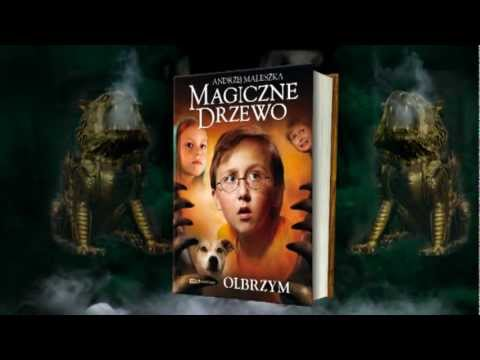 ANDRZEJ MALESZKA
MAGICZNE
DRZEWO
OLBRZYM